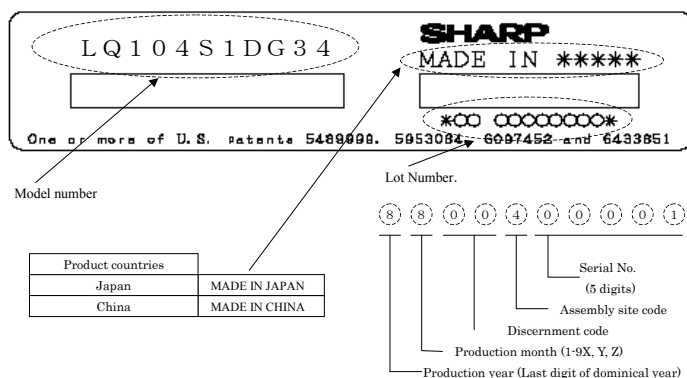 SHARP
LQ104S1DG34
MADE IN *****
*○○ ○○○○○○○○*
One or more of U.S. patents 5489999. 5953084. 6097452 and 6433851
Model number
Lot Number.
8 8 0 0 4 0 0 0 0 1
Product countries
Japan MADE IN JAPAN
China MADE IN CHINA
Serial No.
(5 digits)
Assembly site code
Discernment code
Production month (1-9X, Y, Z)
Production year (Last digit of dominical year)